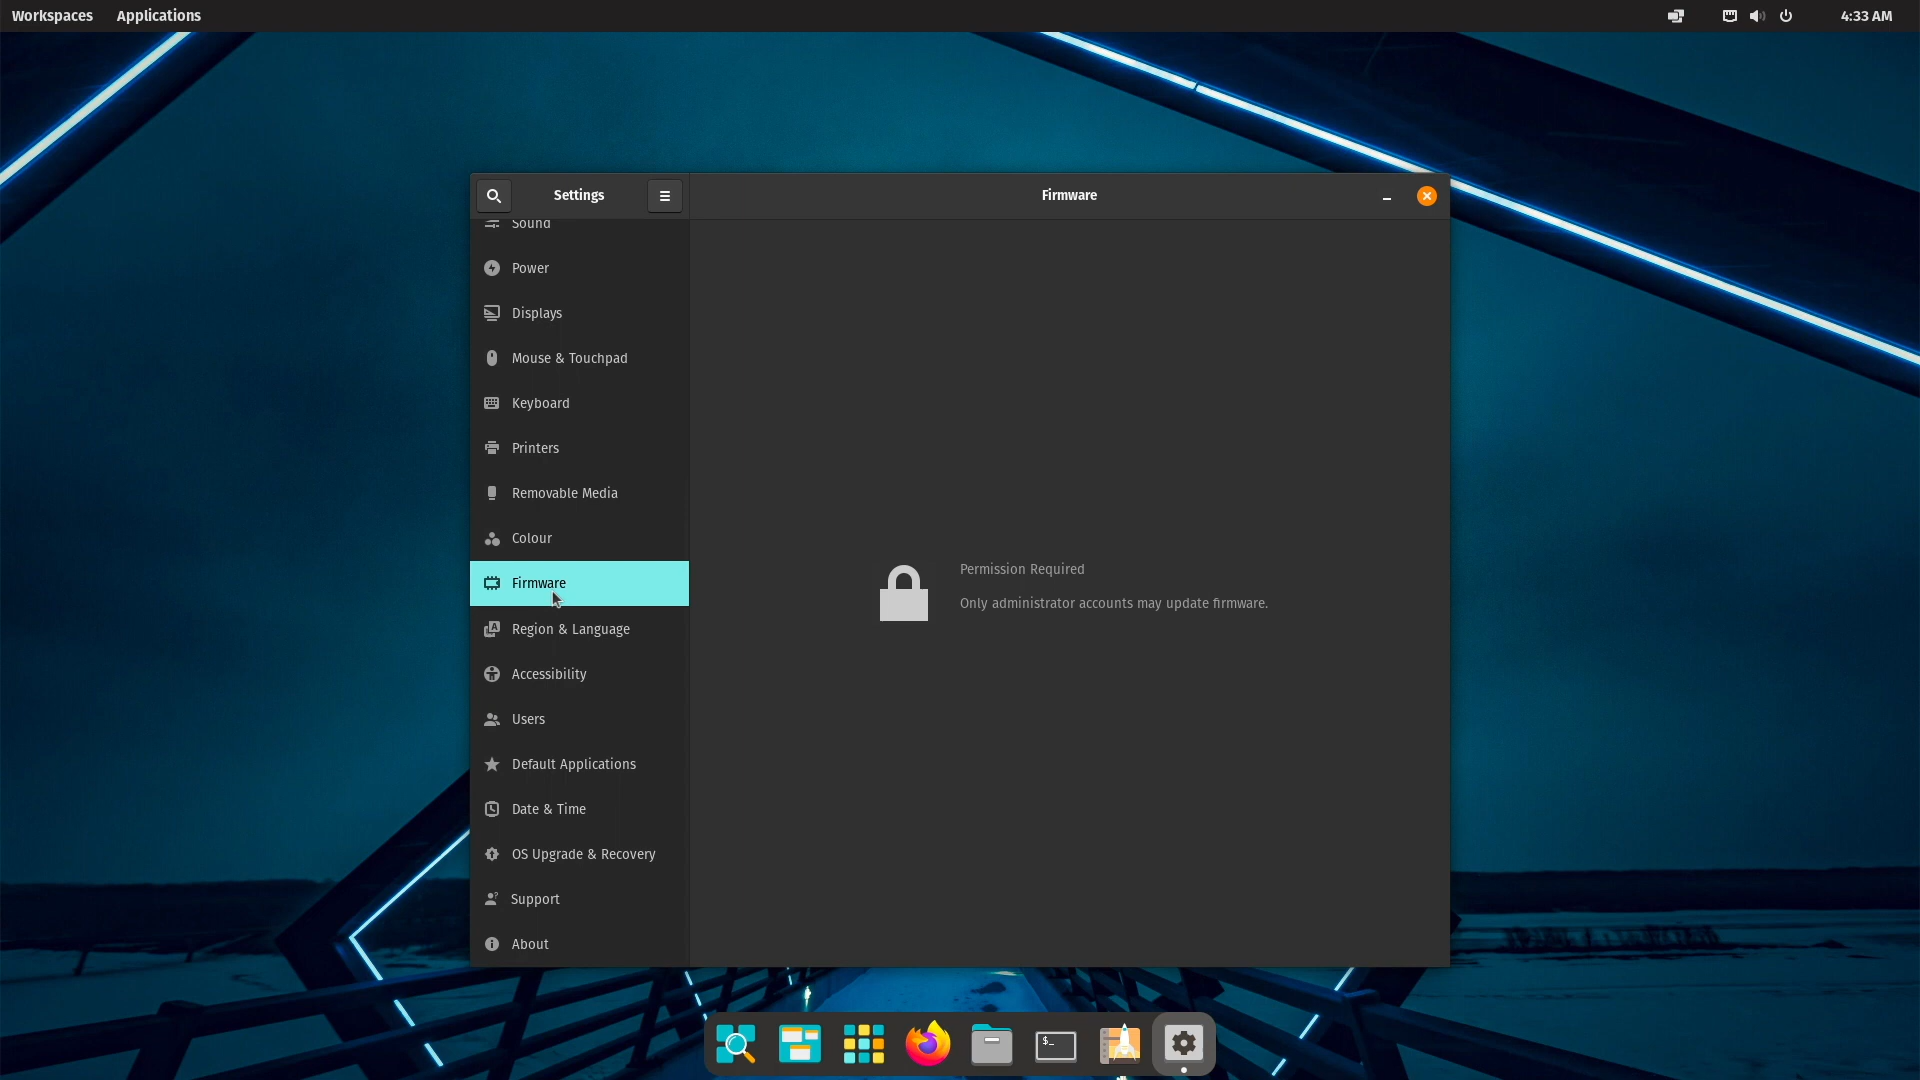 Workspaces Applications 4:33 AM
Settings Firmware
Sound
Power
Displays
Mouse & Touchpad
Keyboard
Printers
Removable Media
Colour
Firmware
Region & Language
Accessibility
Users
Default Applications
Date & Time
OS Upgrade & Recovery
Support
About
Permission Required
Only administrator accounts may update firmware.
$_